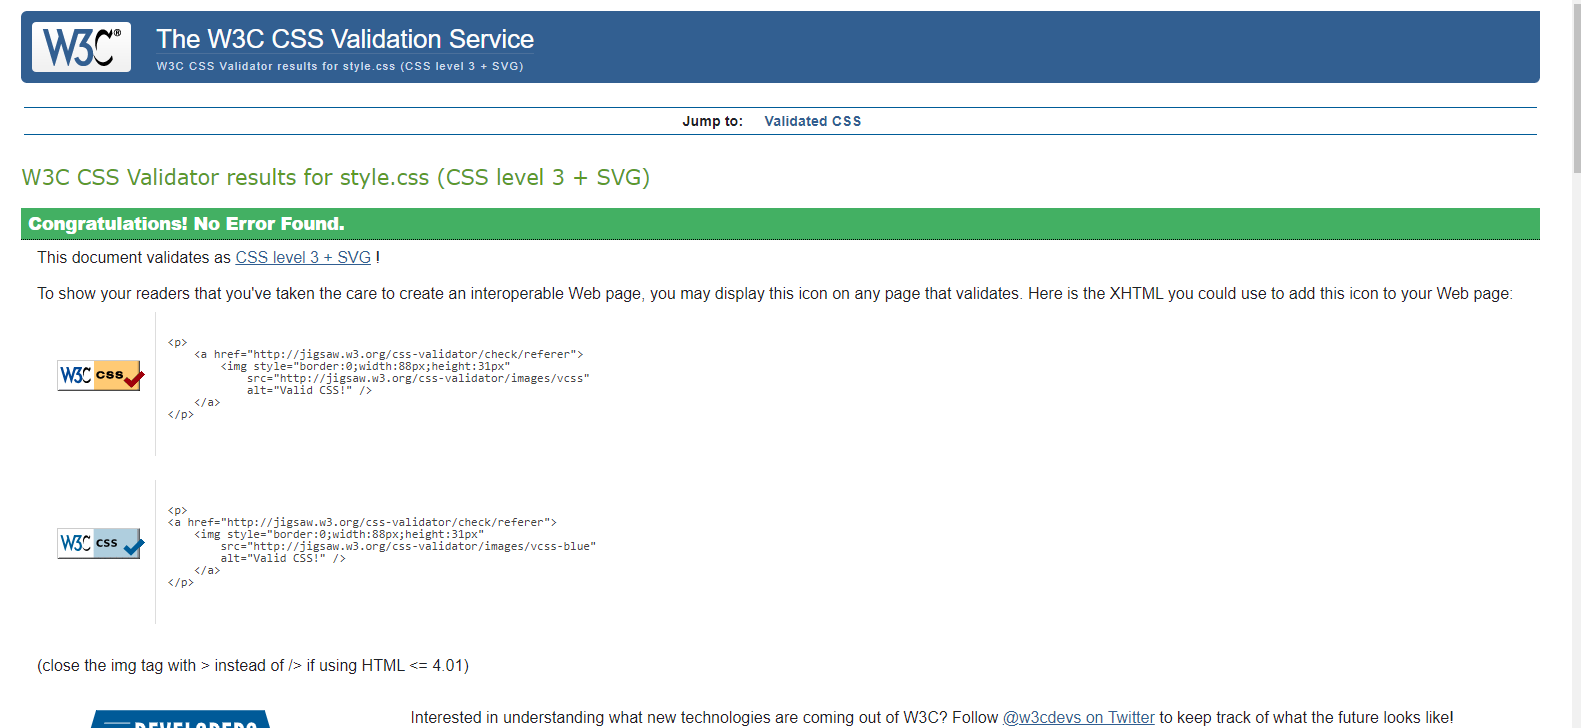 W3C®
The W3C CSS Validation Service
W3C CSS Validator results for style.css (CSS level 3 + SVG)
Jump to: Validated CSS
W3C CSS Validator results for style.css (CSS level 3 + SVG)
Congratulations! No Error Found.
This document validates as CSS level 3 + SVG !
To show your readers that you've taken the care to create an interoperable Web page, you may display this icon on any page that validates. Here is the XHTML you could use to add this icon to your Web page:
W3C css
<p>
<a href="http://jigsaw.w3.org/css-validator/check/referer">
<img style="border:0;width:88px;height:31px"
src="http://jigsaw.w3.org/css-validator/images/vcss"
alt="Valid CSS!" />
</a>
</p>
W3C css
<p>
<a href="http://jigsaw.w3.org/css-validator/check/referer">
<img style="border:0;width:88px;height:31px"
src="http://jigsaw.w3.org/css-validator/images/vcss-blue"
alt="Valid CSS!" />
</a>
</p>
(close the img tag with > instead of /> if using HTML <= 4.01)
DEVELOPERS
Interested in understanding what new technologies are coming out of W3C? Follow @w3cdevs on Twitter to keep track of what the future looks like!